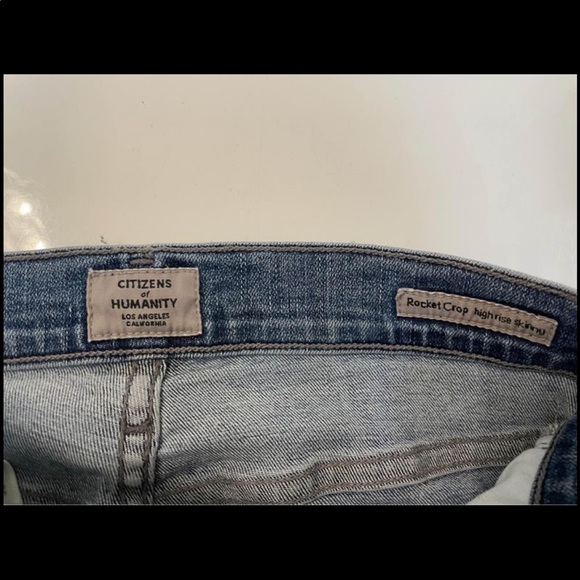 CITIZENS
of
HUMANITY
LOS ANGELES
CALIFORNIA
Rocket Crop high rise skinny